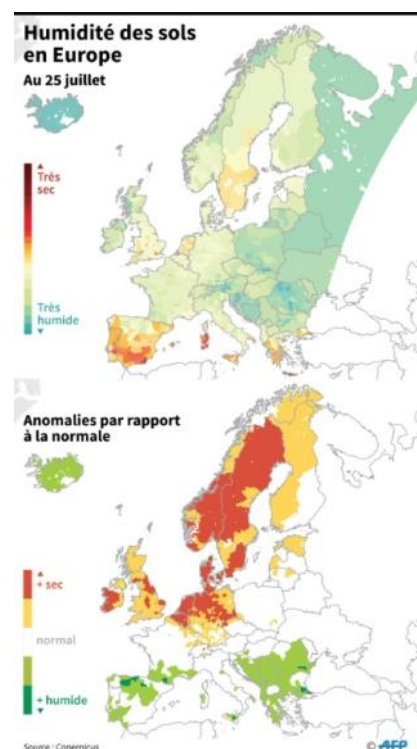 Humidité des sols
en Europe
Au 25 juillet
Très
sec
Très
humide
Anomalies par rapport
à la normale
+ sec
normal
+ humide
Source : Copernicus
© AFP